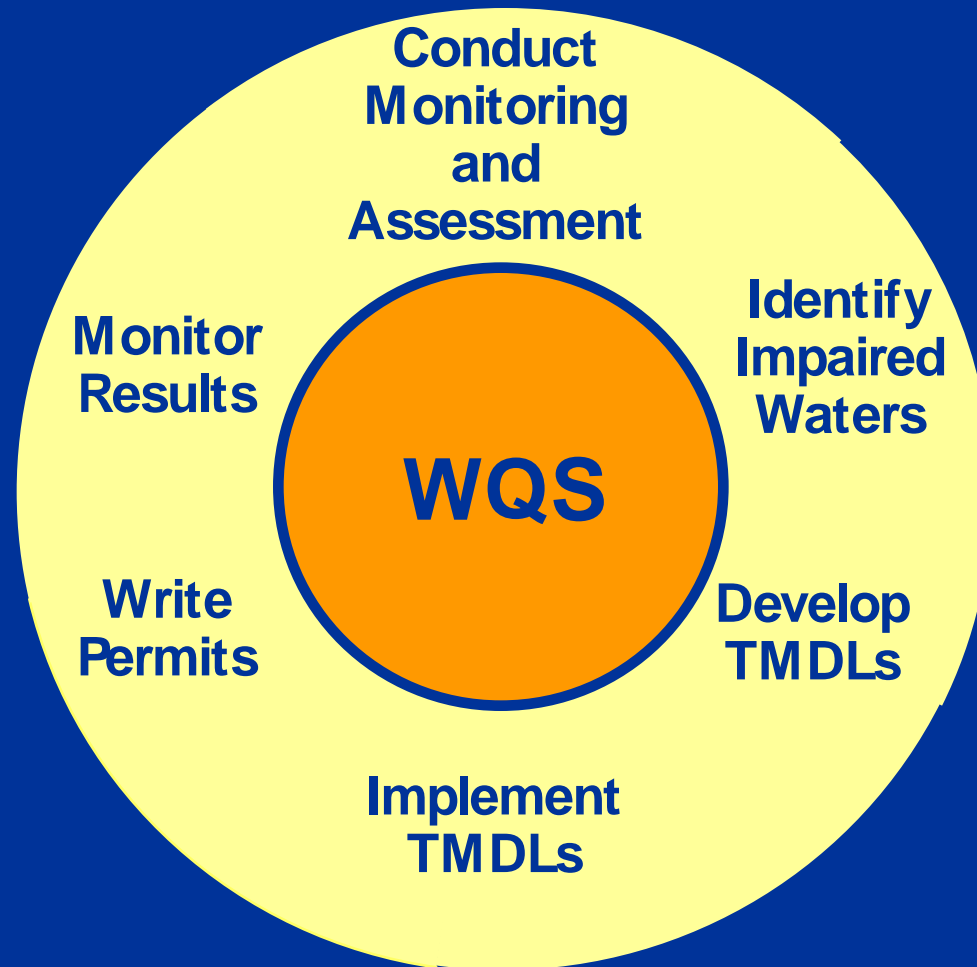 Conduct
Monitoring
and
Assessment
Identify
Impaired
Waters
Monitor
Results
WQS
Develop
TMDLs
Write
Permits
Implement
TMDLs